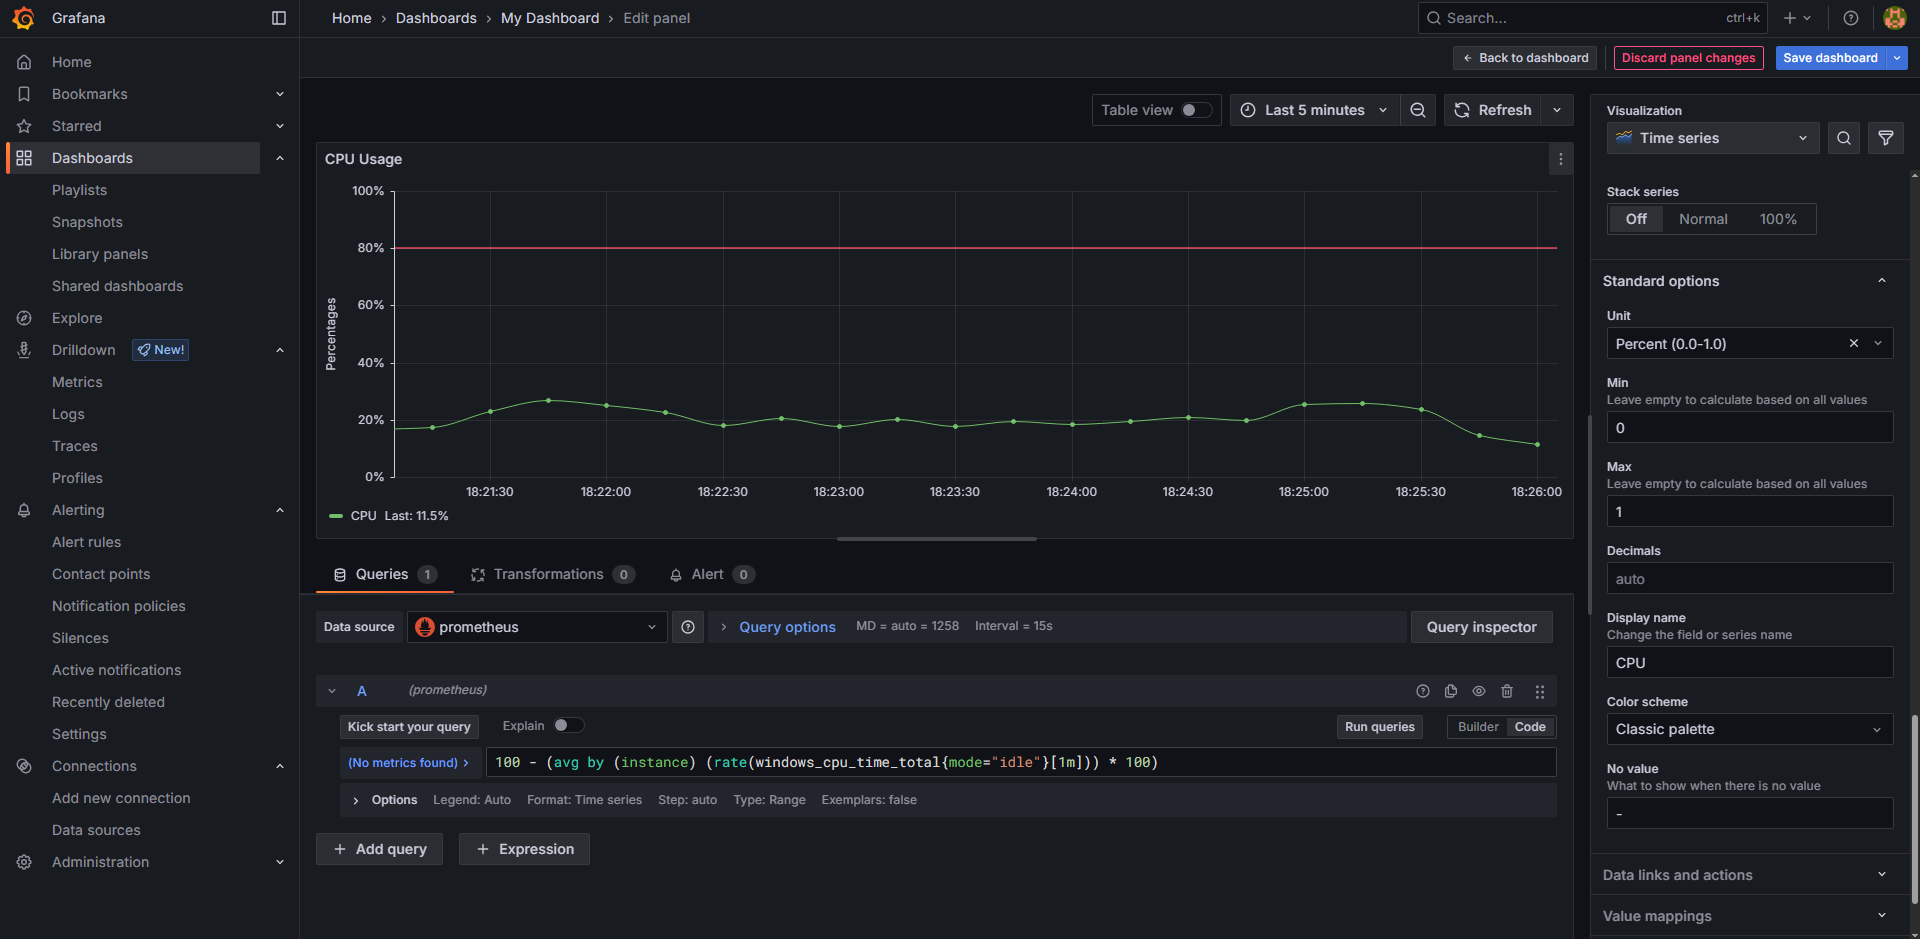 Grafana
Home › Dashboards › My Dashboard › Edit panel
Search...
ctrl+k
Back to dashboard
Discard panel changes
Save dashboard
Home
Bookmarks
Starred
Dashboards
Playlists
Snapshots
Library panels
Shared dashboards
Explore
Drilldown
New!
Metrics
Logs
Traces
Profiles
Alerting
Alert rules
Contact points
Notification policies
Silences
Active notifications
Recently deleted
Settings
Connections
Add new connection
Data sources
Administration
Table view
Last 5 minutes
Refresh
CPU Usage
100%
80%
60%
40%
20%
0%
Percentages
18:21:30 18:22:00 18:22:30 18:23:00 18:23:30 18:24:00 18:24:30 18:25:00 18:25:30 18:26:00
CPU Last: 11.5%
Queries 1
Transformations 0
Alert 0
Data source
prometheus
Query options
MD = auto = 1258
Interval = 15s
Query inspector
A
(prometheus)
Kick start your query
Explain
Run queries
Builder
Code
(No metrics found)
100 - (avg by (instance) (rate(windows_cpu_time_total{mode="idle"}[1m])) * 100)
Options
Legend: Auto
Format: Time series
Step: auto
Type: Range
Exemplars: false
Add query
Expression
Visualization
Time series
Stack series
Off
Normal
100%
Standard options
Unit
Percent (0.0-1.0)
Min
Leave empty to calculate based on all values
0
Max
Leave empty to calculate based on all values
1
Decimals
auto
Display name
Change the field or series name
CPU
Color scheme
Classic palette
No value
What to show when there is no value
-
Data links and actions
Value mappings